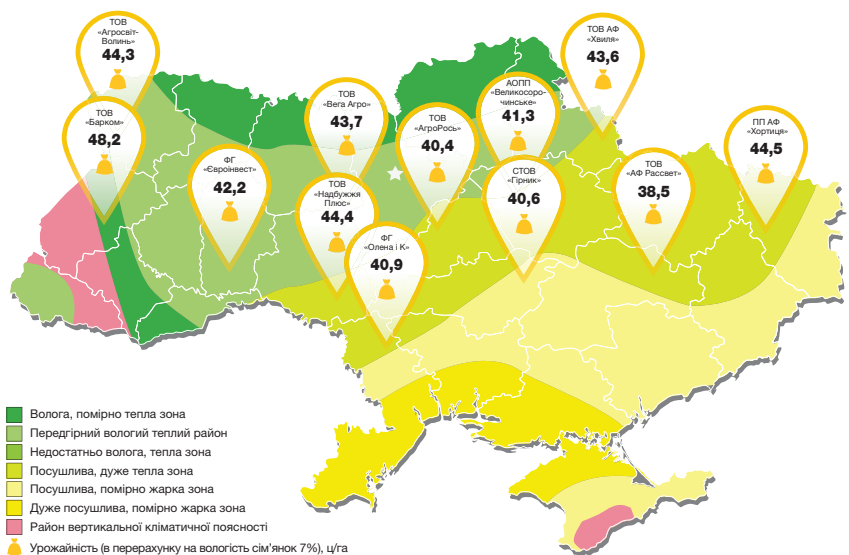 ТОВ
«Агросвіт-
Волинь»
44,3
ТОВ АФ
«Хвиля»
43,6
ТОВ
«Вега Агро»
43,7
АОПП
«Великосоро-
чинське»
41,3
ТОВ
«Барком»
48,2
ТОВ
«АгроРось»
40,4
ПП АФ
«Хортиця»
44,5
ФГ
«Євроінвест»
42,2
ТОВ
«Надбужжя
Плюс»
44,4
СТОВ
«Гірник»
40,6
ТОВ
«АФ Рассвет»
38,5
ФГ
«Олена і К»
40,9
Волога, помірно тепла зона
Передгірний вологий теплий район
Недостатньо волога, тепла зона
Посушлива, дуже тепла зона
Посушлива, помірно жарка зона
Дуже посушлива, помірно жарка зона
Район вертикальної кліматичної поясності
Урожайність (в перерахунку на вологість сім’янок 7%), ц/га